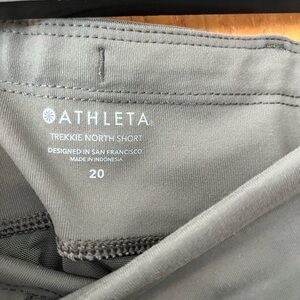 ATHLETA
TREKKIE NORTH SHORT
DESIGNED IN SAN FRANCISCO
MADE IN INDONESIA
20